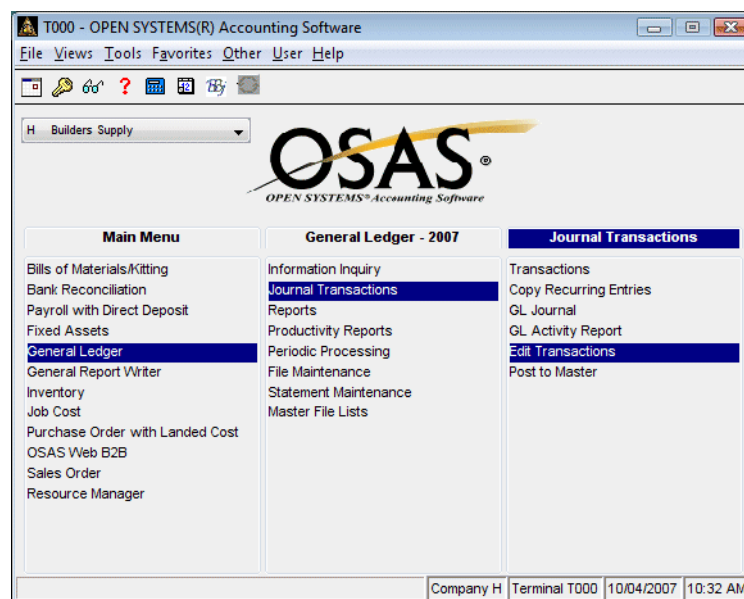 T000 - OPEN SYSTEMS(R) Accounting Software
File Views Tools Favorites Other User Help
H Builders Supply
OSAS®
OPEN SYSTEMS® Accounting Software
Main Menu
Bills of Materials/Kitting
Bank Reconciliation
Payroll with Direct Deposit
Fixed Assets
General Ledger
General Report Writer
Inventory
Job Cost
Purchase Order with Landed Cost
OSAS Web B2B
Sales Order
Resource Manager
General Ledger - 2007
Information Inquiry
Journal Transactions
Reports
Productivity Reports
Periodic Processing
File Maintenance
Statement Maintenance
Master File Lists
Journal Transactions
Transactions
Copy Recurring Entries
GL Journal
GL Activity Report
Edit Transactions
Post to Master
Company H Terminal T000 10/04/2007 10:32 AM